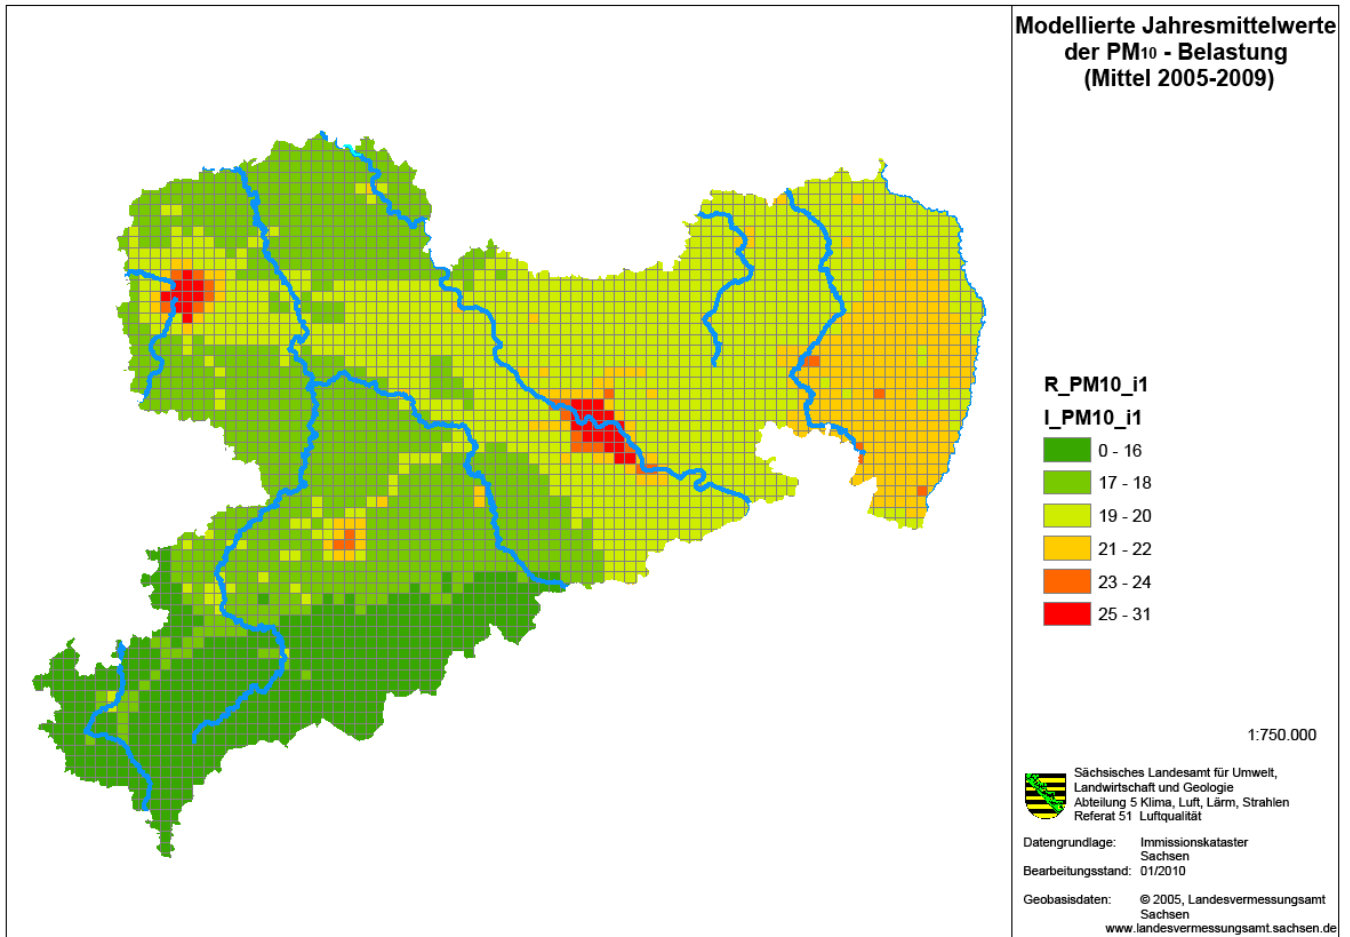 Modellierte Jahresmittelwerte
der PM10 - Belastung
(Mittel 2005-2009)
R_PM10_i1
I_PM10_i1
0 - 16
17 - 18
19 - 20
21 - 22
23 - 24
25 - 31
1:750.000
Sächsisches Landesamt für Umwelt,
Landwirtschaft und Geologie
Abteilung 5 Klima, Luft, Lärm, Strahlen
Referat 51 Luftqualität
Datengrundlage: Immissionskataster
Sachsen
Bearbeitungsstand: 01/2010
Geobasisdaten: © 2005, Landesvermessungsamt
Sachsen
www.landesvermessungsamt.sachsen.de